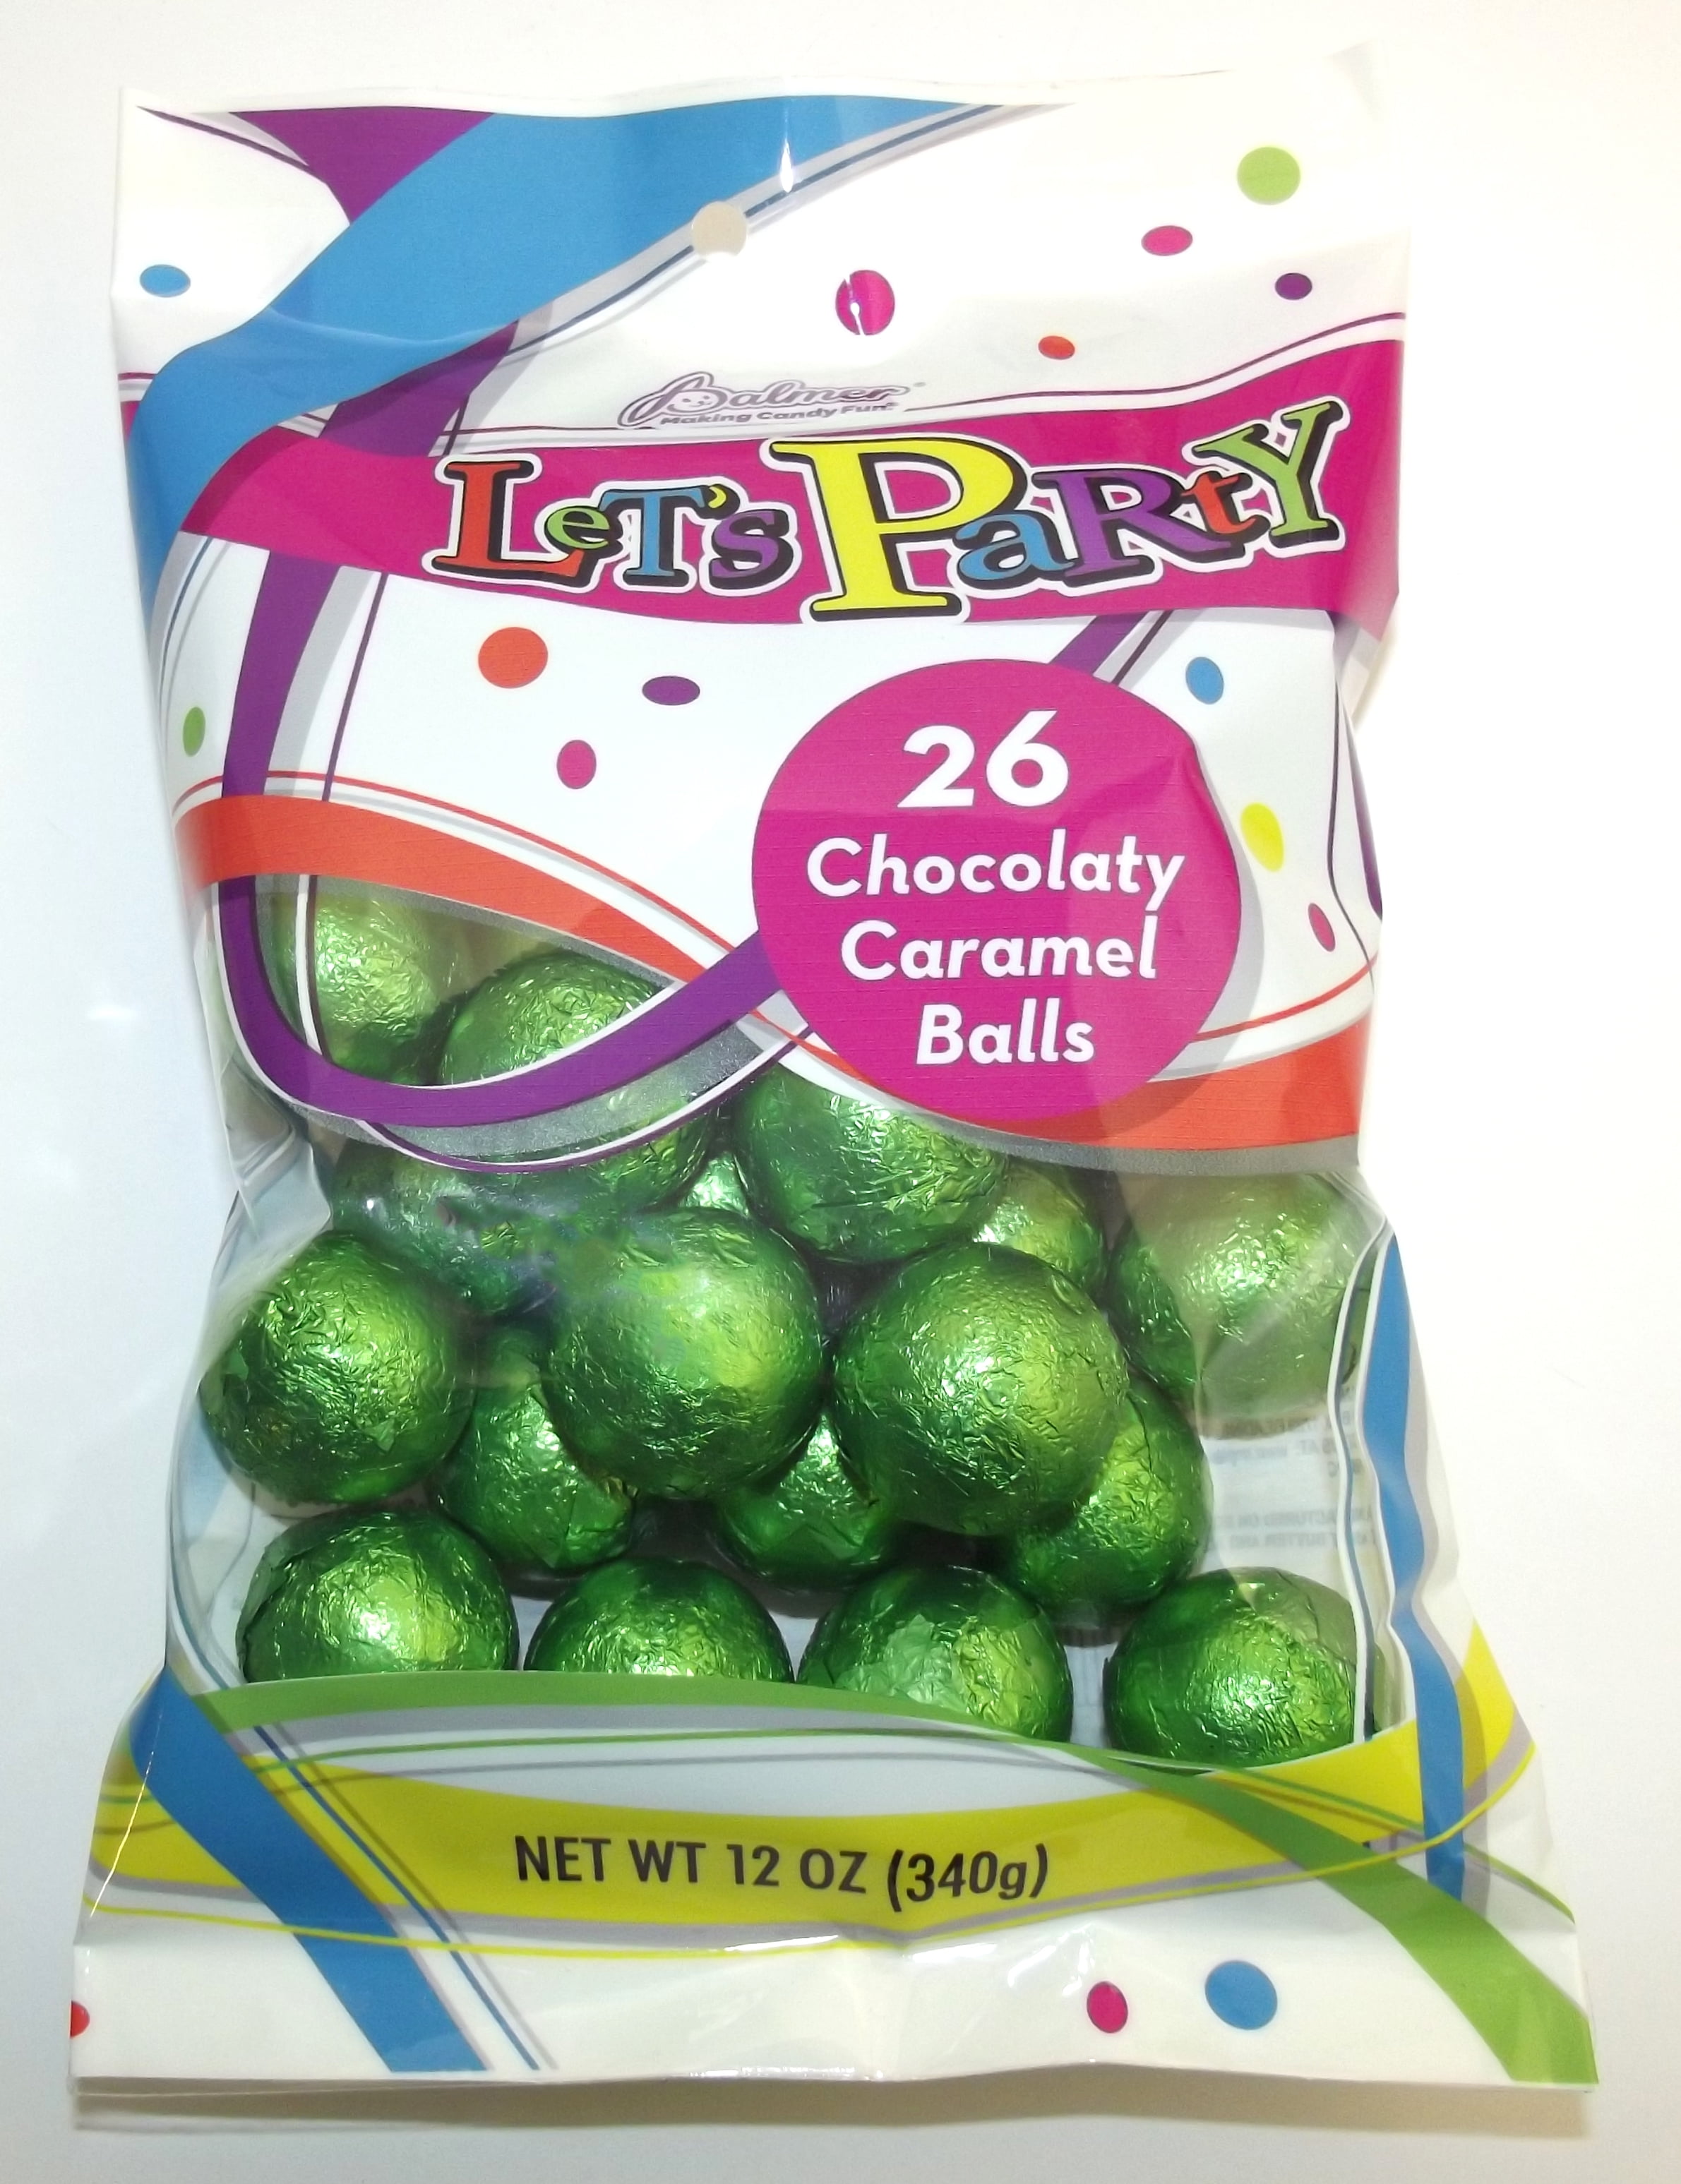 Palmer®
Making Candy Fun®
LeT's PaRtY
26
Chocolaty
Caramel
Balls
NET WT 12 OZ (340g)